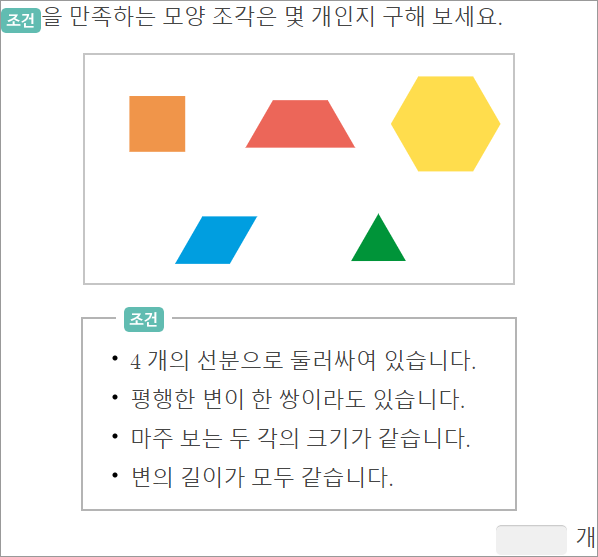 조건을 만족하는 모양 조각은 몇 개인지 구해 보세요.
조건
• 4 개의 선분으로 둘러싸여 있습니다.
• 평행한 변이 한 쌍이라도 있습니다.
• 마주 보는 두 각의 크기가 같습니다.
• 변의 길이가 모두 같습니다.
개